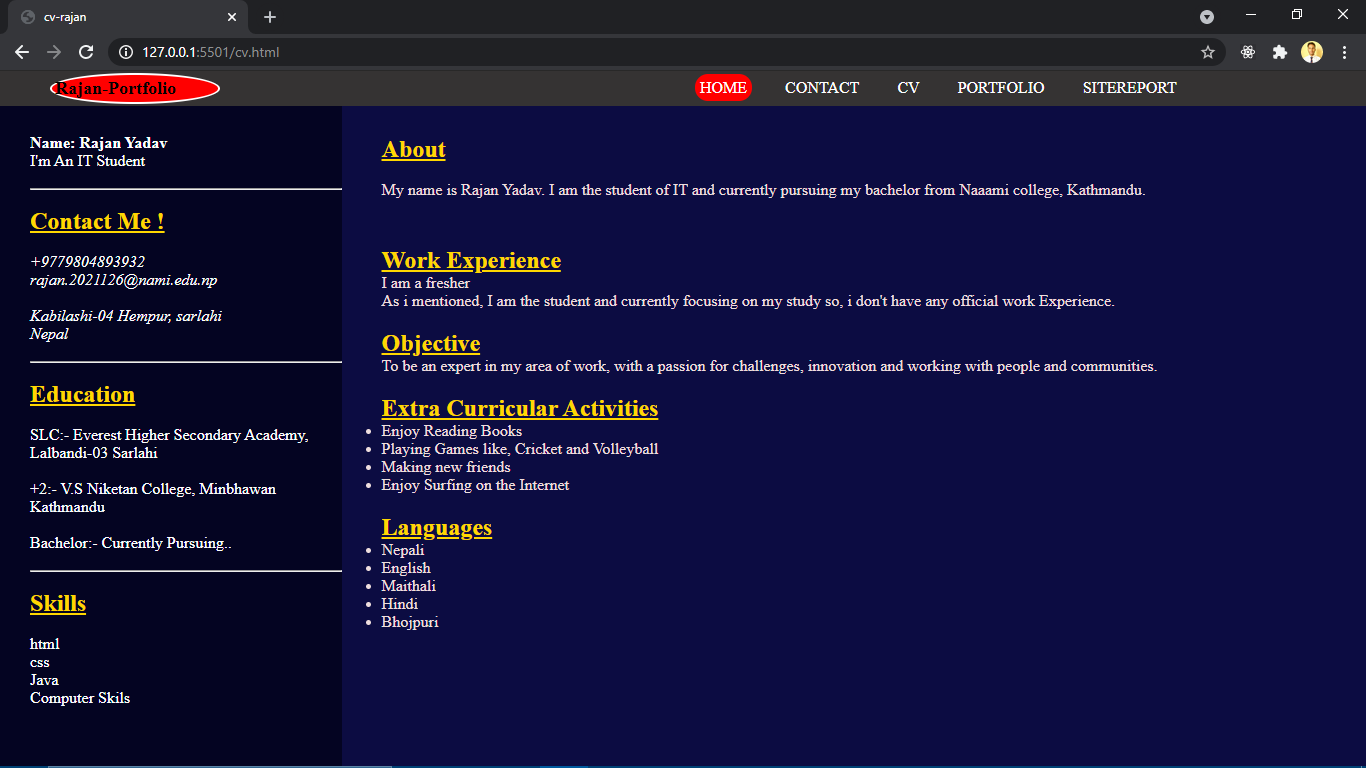 cv-rajan
127.0.0.1:5501/cv.html
Rajan-Portfolio
HOME
CONTACT
CV
PORTFOLIO
SITEREPORT
Name: Rajan Yadav
I'm An IT Student
Contact Me !
+9779804893932
rajan.2021126@nami.edu.np
Kabilashi-04 Hempur, sarlahi
Nepal
Education
SLC:- Everest Higher Secondary Academy,
Lalbandi-03 Sarlahi
+2:- V.S Niketan College, Minbhawan
Kathmandu
Bachelor:- Currently Pursuing..
Skills
html
css
Java
Computer Skils
About
My name is Rajan Yadav. I am the student of IT and currently pursuing my bachelor from Naaami college, Kathmandu.
Work Experience
I am a fresher
As i mentioned, I am the student and currently focusing on my study so, i don't have any official work Experience.
Objective
To be an expert in my area of work, with a passion for challenges, innovation and working with people and communities.
Extra Curricular Activities
Enjoy Reading Books
Playing Games like, Cricket and Volleyball
Making new friends
Enjoy Surfing on the Internet
Languages
Nepali
English
Maithali
Hindi
Bhojpuri